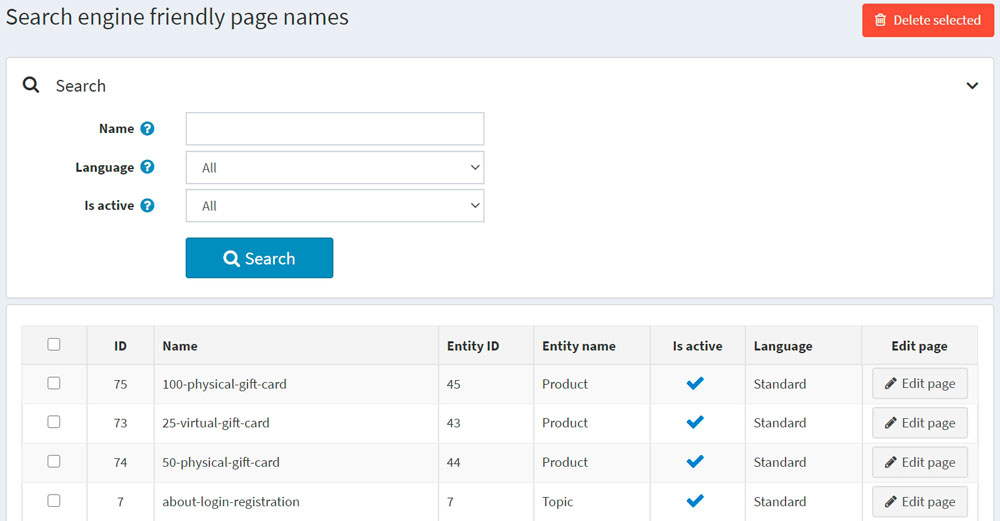 Search engine friendly page names
Delete selected
Search
Name ?
Language ? All
Is active ? All
Search
ID Name Entity ID Entity name Is active Language Edit page
75 100-physical-gift-card 45 Product Standard Edit page
73 25-virtual-gift-card 43 Product Standard Edit page
74 50-physical-gift-card 44 Product Standard Edit page
7 about-login-registration 7 Topic Standard Edit page